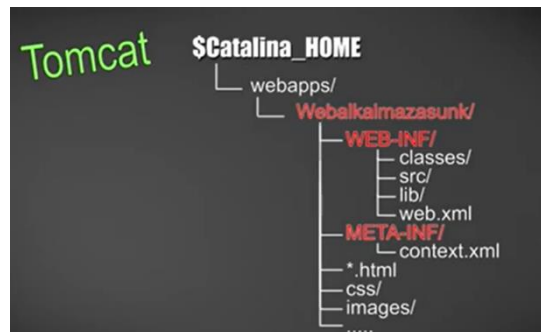 Tomcat
$Catalina_HOME
webapps/
Webalkalmazasunk/
WEB-INF/
classes/
src/
lib/
web.xml
META-INF/
context.xml
*.html
css/
images/
.....